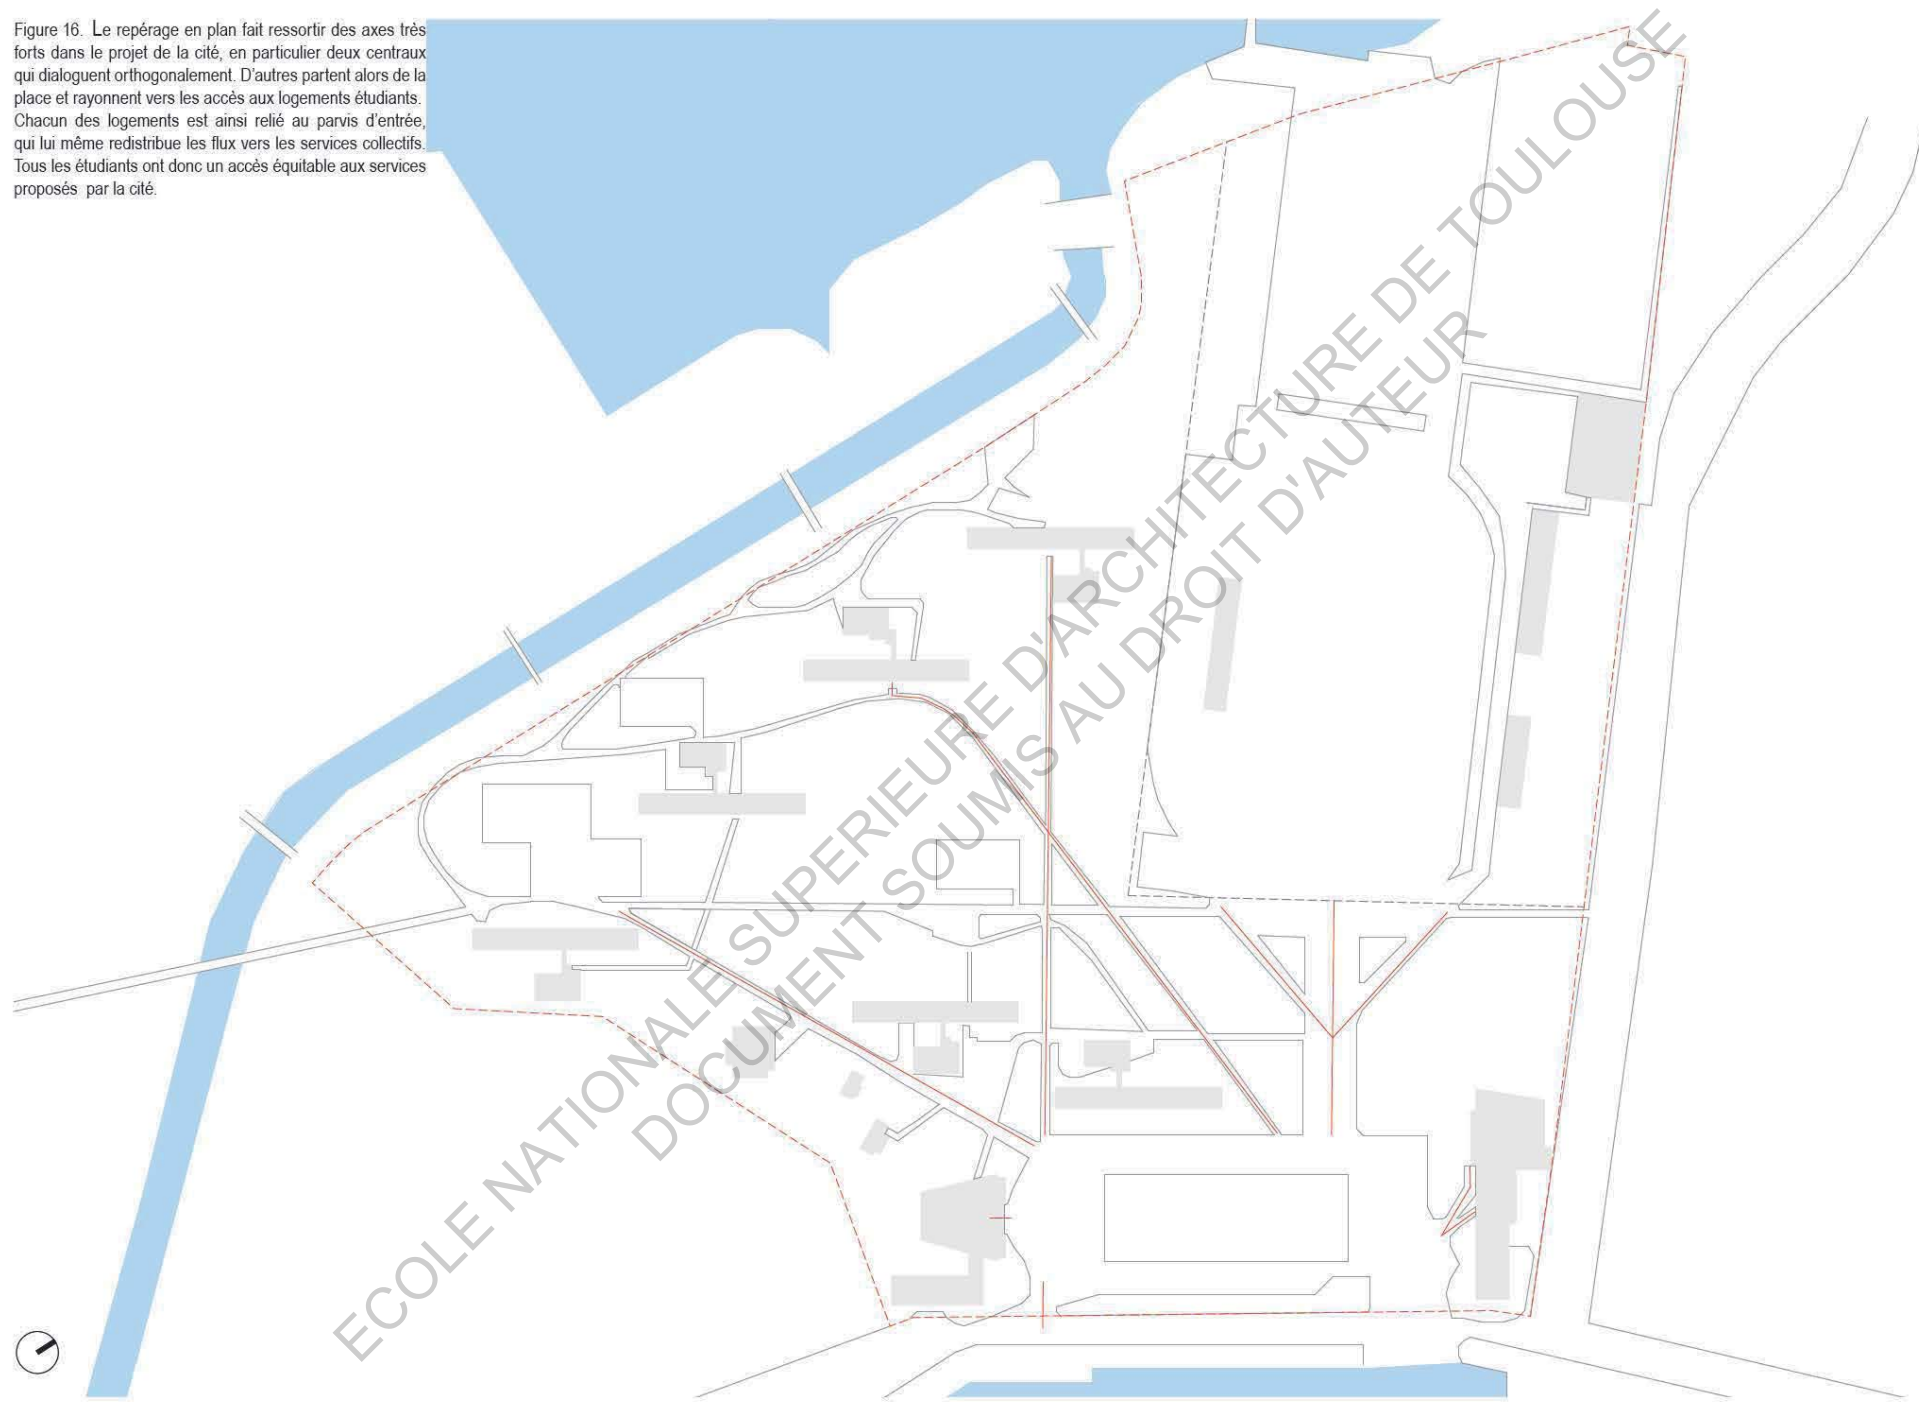 Figure 16. Le repérage en plan fait ressortir des axes très
forts dans le projet de la cité, en particulier deux centraux
qui dialoguent orthogonalement. D'autres partent alors de la
place et rayonnent vers les accès aux logements étudiants.
Chacun des logements est ainsi relié au parvis d'entrée,
qui lui même redistribue les flux vers les services collectifs.
Tous les étudiants ont donc un accès équitable aux services
proposés par la cité.
ECOLE NATIONALE SUPERIEURE D'ARCHITECTURE DE TOULOUSE
DOCUMENT SOUMIS AU DROIT D'AUTEUR